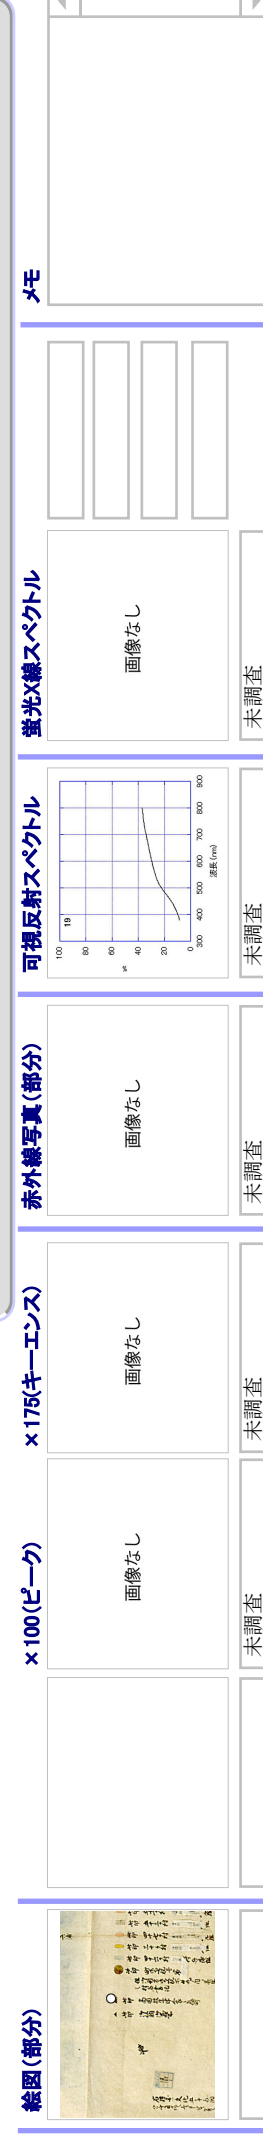 絵図(部分)
×100(ピーク)
画像なし
未調査
×175(キーエンス)
画像なし
未調査
赤外線写真(部分)
画像なし
未調査
可視反射スペクトル
19
100
80
60
40
20
0
%
300
400
500
600
700
800
900
波長(nm)
未調査
蛍光X線スペクトル
画像なし
未調査
メモ